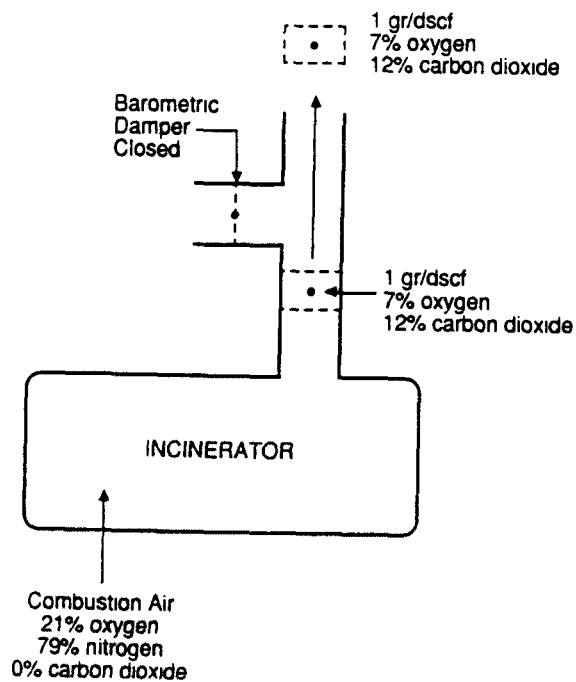 1 gr/dscf
7% oxygen
12% carbon dioxide
Barometric
Damper
Closed
1 gr/dscf
7% oxygen
12% carbon dioxide
INCINERATOR
Combustion Air
21% oxygen
79% nitrogen
0% carbon dioxide